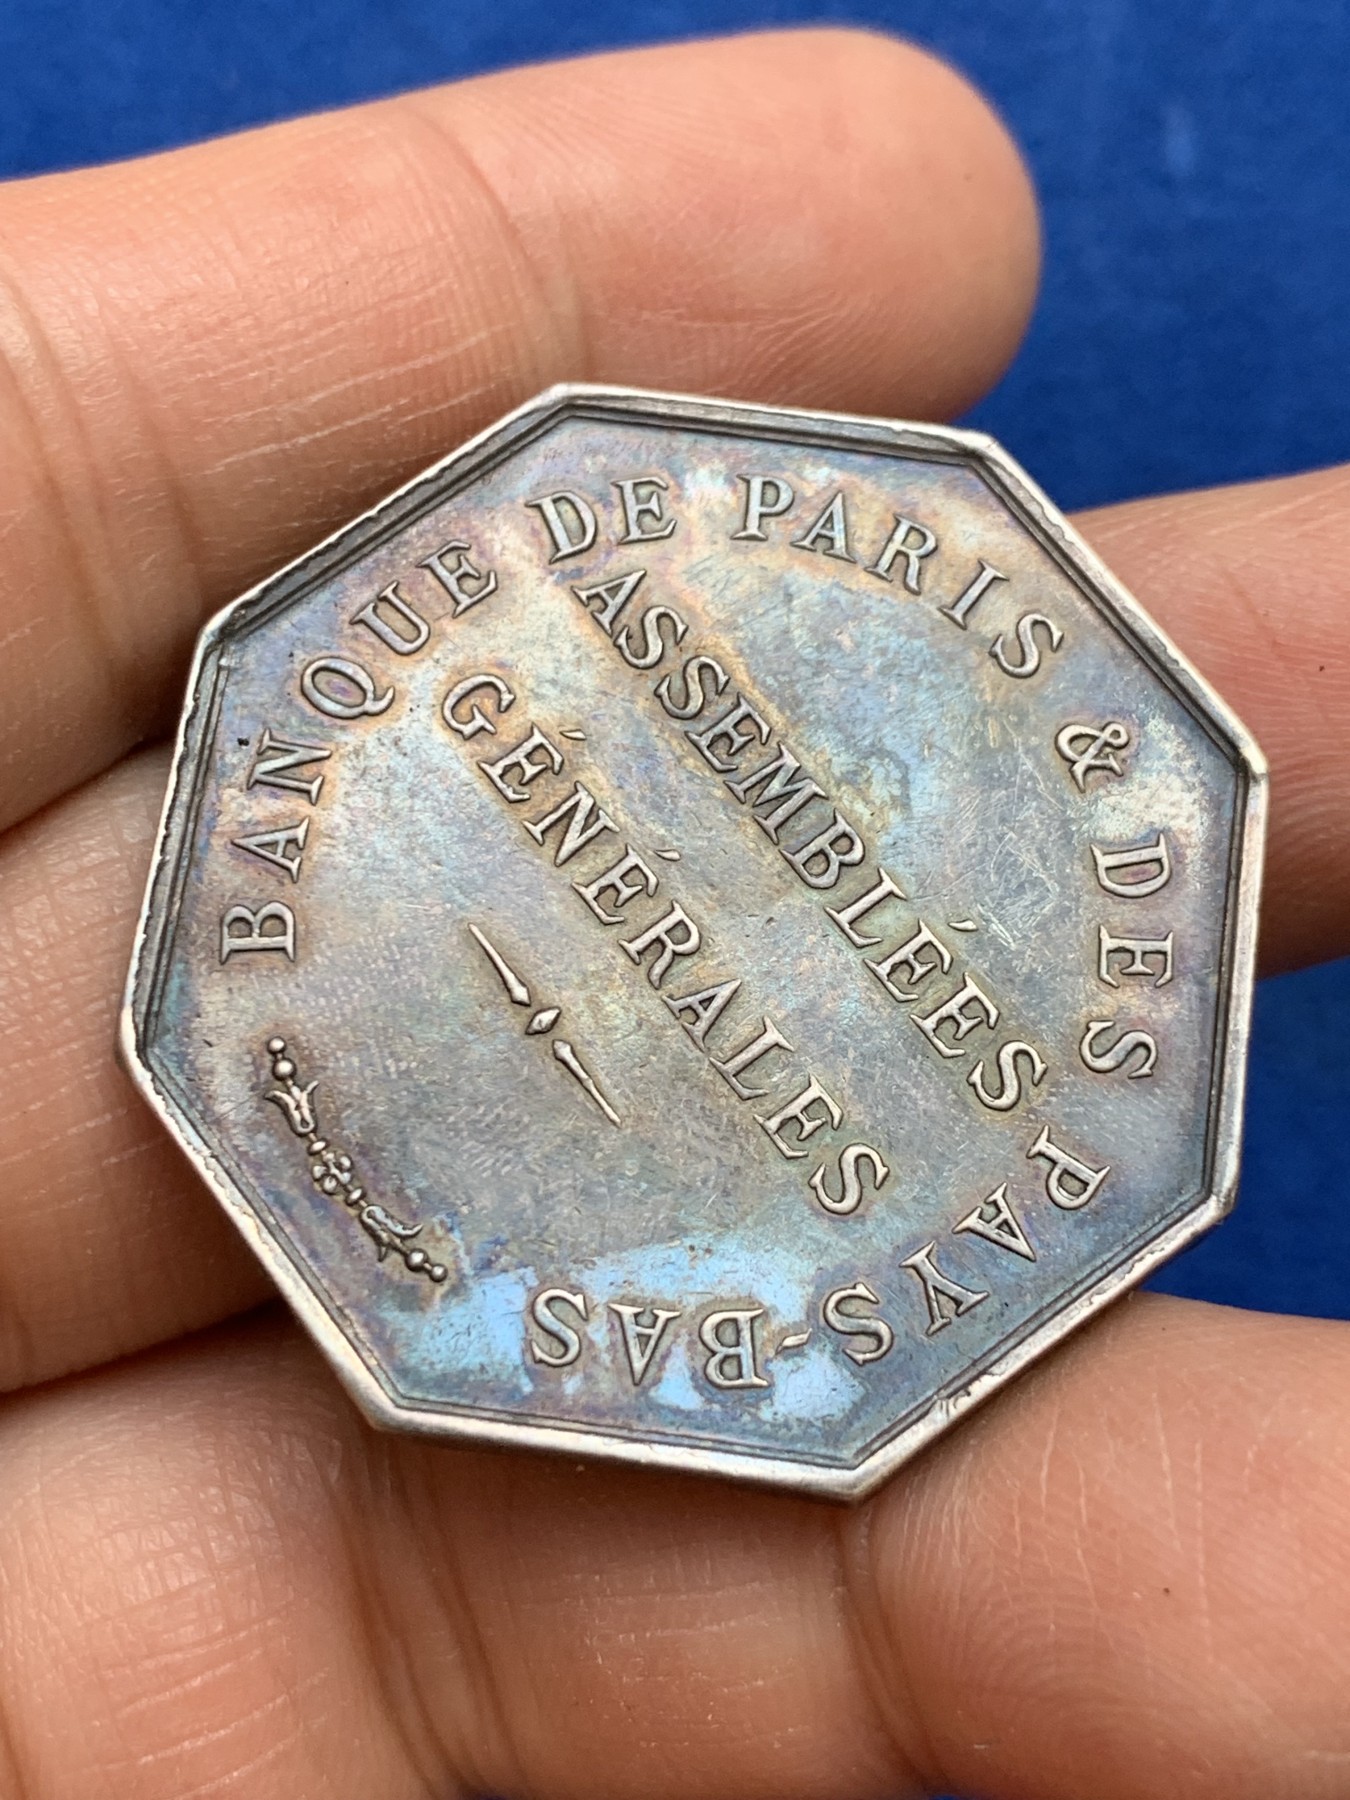 BANQUE DE PARIS & DES PAYS-BAS
ASSEMBLÉES
GÉNÉRALES